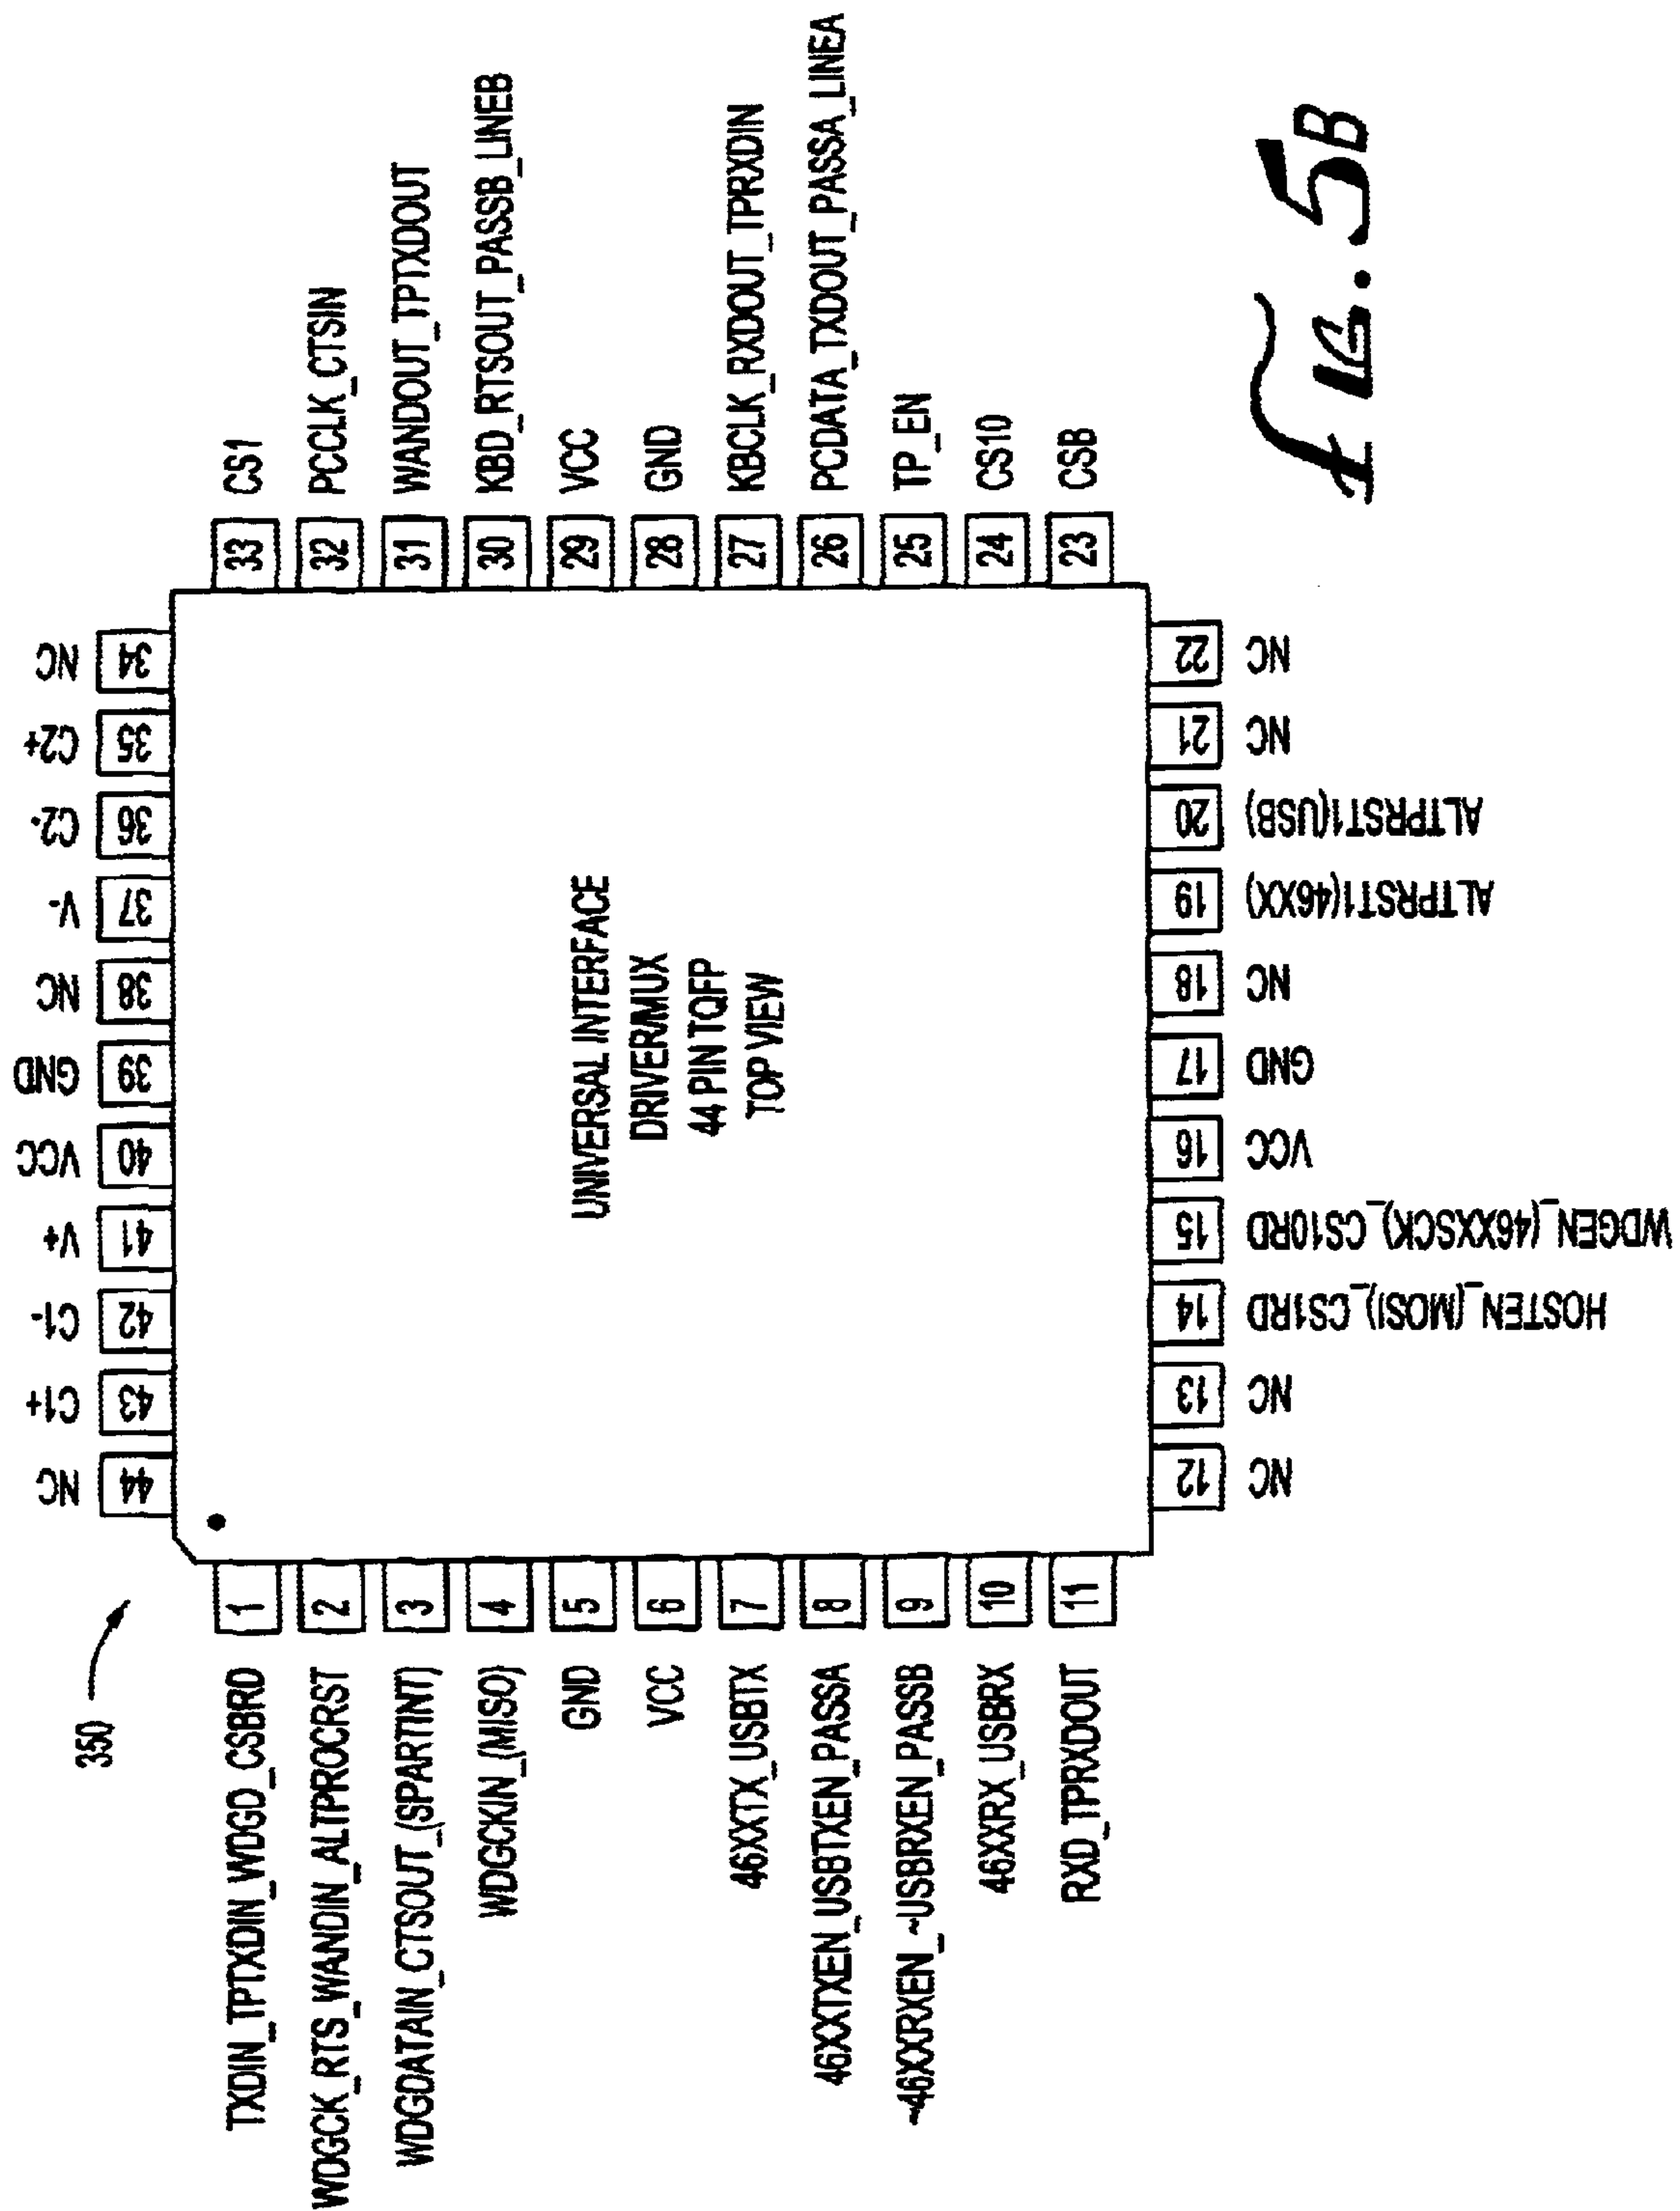 350
TXDIN_TPTXDIN_WDGD_CSBRD 1
WDGCK_RTS_WANDIN_ALTPROCRST 2
WDGDATAIN_CTSOUT_(SPARTINT) 3
WDGCKIN_(MISO) 4
GND 5
VCC 6
46XXTX_USBTX 7
46XXTXEN_USBTXEN_PASSA 8
~46XXRXEN_~USBRXEN_PASSB 9
46XXRX_USBRX 10
RXD_TPRXDOUT 11
12 NC
13 NC
14 HOSTEN_(MOSI)_CS1RD
15 WDGEN_(46XXSCK)_CS10RD
16 VCC
17 GND
18 NC
19 ALTPRST1(46XX)
20 ALTPRST1(USB)
21 NC
22 NC
23 CSB
24 CS10
25 TP_EN
26 PCDATA_TXDOUT_PASSA_LINEA
27 KBCLK_RXDOUT_TPRXDIN
28 GND
29 VCC
30 KBD_RTSOUT_PASSB_LINEB
31 WANDOUT_TPTXDOUT
32 PCCLK_CTSIN
33 CS1
34 NC
35 C2+
36 C2-
37 V-
38 NC
39 GND
40 VCC
41 V+
42 C1-
43 C1+
44 NC
UNIVERSAL INTERFACE
DRIVER/MUX
44 PIN TQFP
TOP VIEW
FIG. 5B